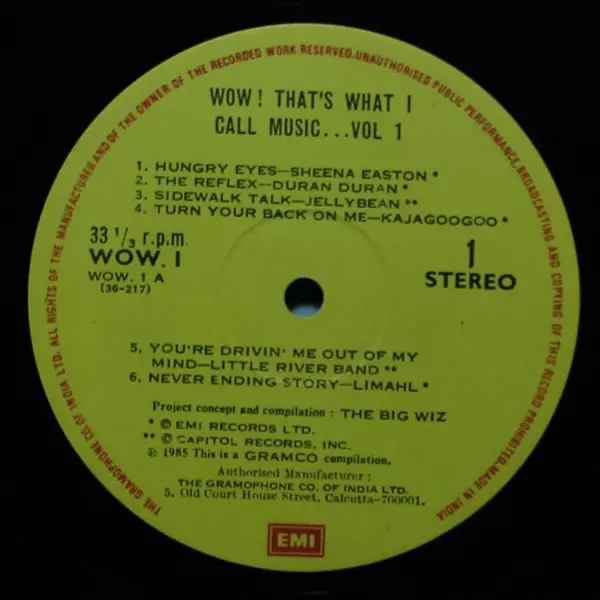 THE GRAMOPHONE CO. OF INDIA LTD. ALL RIGHTS OF THE MANUFACTURER AND OF THE OWNER OF THE RECORDED WORK RESERVED. UNAUTHORISED PUBLIC PERFORMANCE, BROADCASTING AND COPYING OF THIS RECORD PROHIBITED. MADE IN INDIA
WOW! THAT'S WHAT I
CALL MUSIC...VOL 1
1. HUNGRY EYES—SHEENA EASTON *
2. THE REFLEX—DURAN DURAN *
3. SIDEWALK TALK—JELLYBEAN **
4. TURN YOUR BACK ON ME—KAJAGOOGOO *
33 1/3 r.p.m.
WOW. I
WOW. 1 A
(36-217)
1
STEREO
5. YOU'RE DRIVIN' ME OUT OF MY
MIND—LITTLE RIVER BAND **
6. NEVER ENDING STORY—LIMAHL *
Project concept and compilation : THE BIG WIZ
* © EMI RECORDS LTD.
** © CAPITOL RECORDS, INC.
℗ 1985 This is a GRAMCO compilation.
Authorised Manufacturer :
THE GRAMOPHONE CO. OF INDIA LTD.
5, Old Court House Street, Calcutta-700001.
EMI